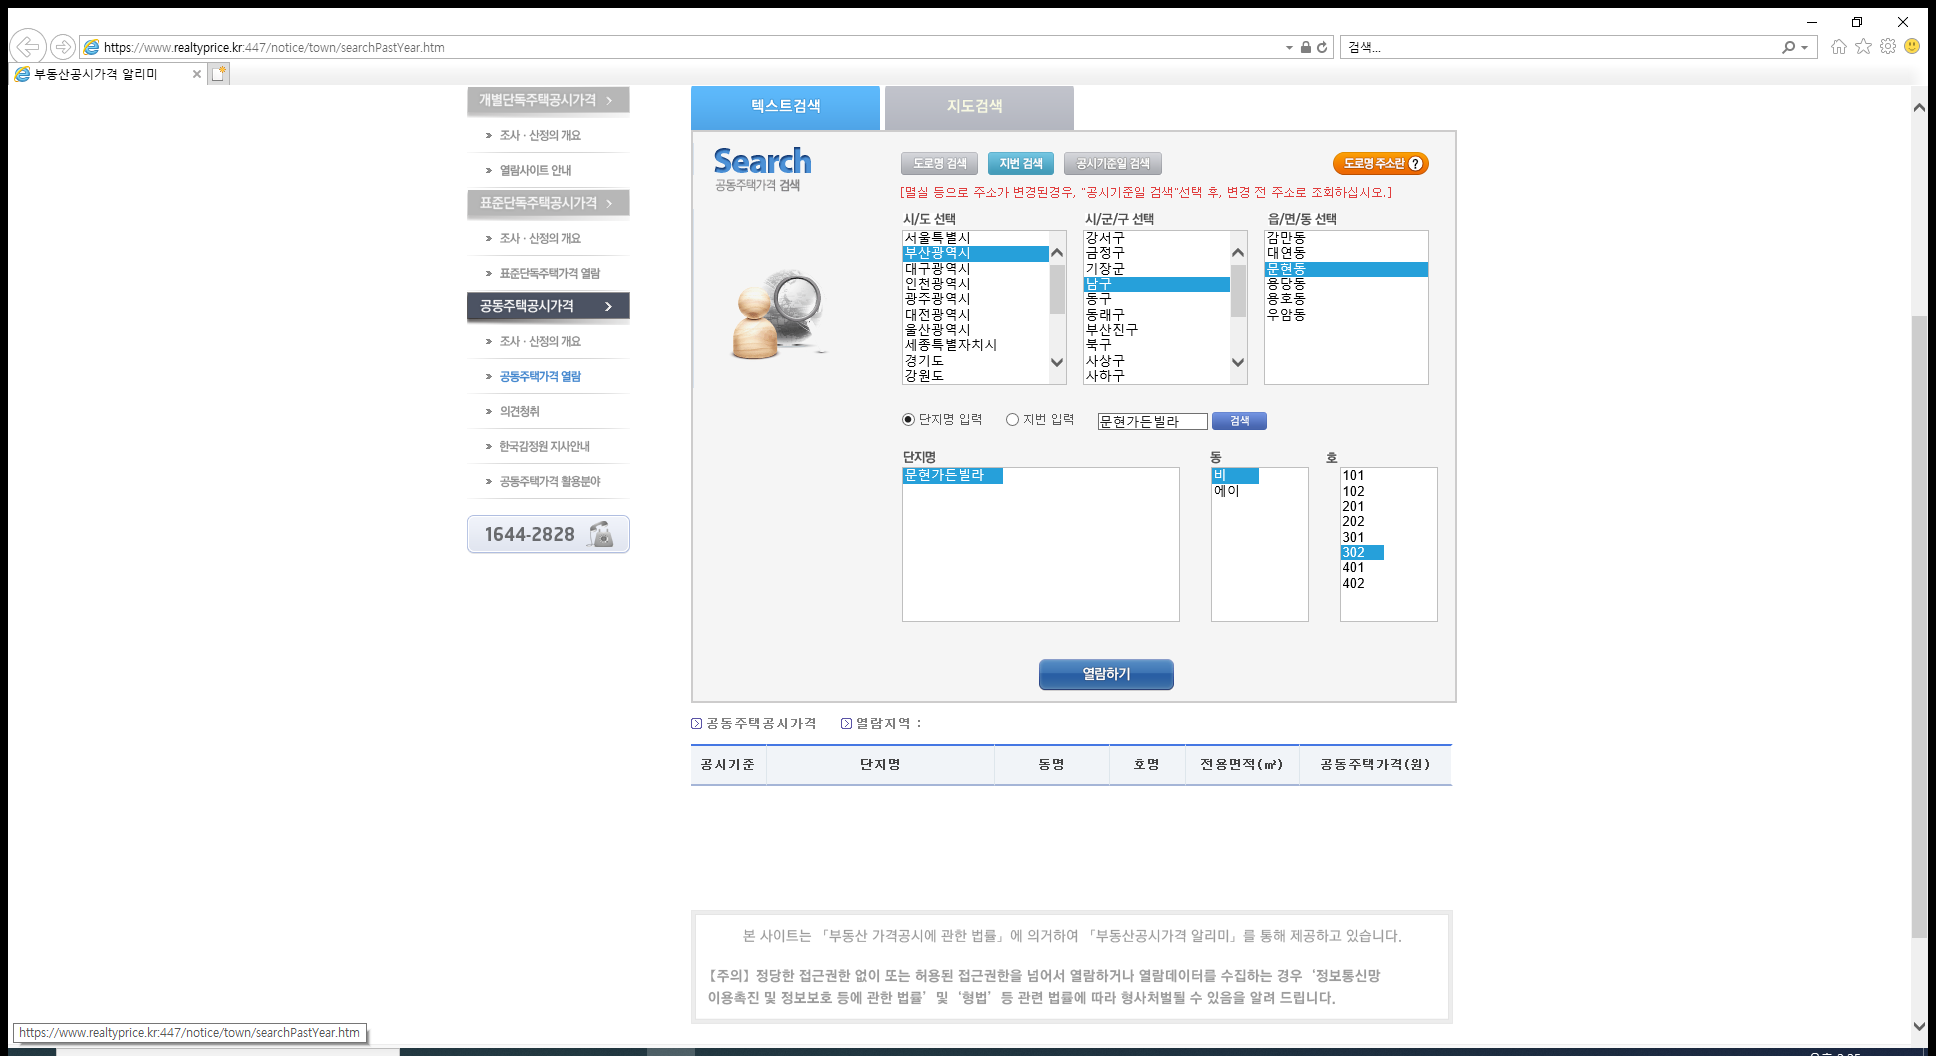 https://www.realtyprice.kr:447/notice/town/searchPastYear.htm
검색...
부동산공시가격 알리미
개별단독주택공시가격
조사 · 산정의 개요
열람사이트 안내
표준단독주택공시가격
조사 · 산정의 개요
표준단독주택가격 열람
공동주택공시가격
조사 · 산정의 개요
공동주택가격 열람
의견청취
한국감정원 지사안내
공동주택가격 활용분야
1644-2828
텍스트검색
지도검색
Search
공동주택가격 검색
도로명 검색
지번 검색
공시기준일 검색
도로명 주소란 ?
[멸실 등으로 주소가 변경된경우, "공시기준일 검색"선택 후, 변경 전 주소로 조회하십시오.]
시/도 선택
서울특별시
부산광역시
대구광역시
인천광역시
광주광역시
대전광역시
울산광역시
세종특별자치시
경기도
강원도
시/군/구 선택
강서구
금정구
기장군
남구
동구
동래구
부산진구
북구
사상구
사하구
읍/면/동 선택
감만동
대연동
문현동
용당동
용호동
우암동
단지명 입력
지번 입력
문현가든빌라
검색
단지명
문현가든빌라
동
비
에이
호
101
102
201
202
301
302
401
402
열람하기
공동주택공시가격
열람지역 :
공시기준 단지명 동명 호명 전용면적(㎡) 공동주택가격(원)
본 사이트는 「부동산 가격공시에 관한 법률」에 의거하여 「부동산공시가격 알리미」를 통해 제공하고 있습니다.
【주의】 정당한 접근권한 없이 또는 허용된 접근권한을 넘어서 열람하거나 열람데이터를 수집하는 경우 ‘정보통신망
이용촉진 및 정보보호 등에 관한 법률’ 및 ‘형법’ 등 관련 법률에 따라 형사처벌될 수 있음을 알려 드립니다.
https://www.realtyprice.kr:447/notice/town/searchPastYear.htm